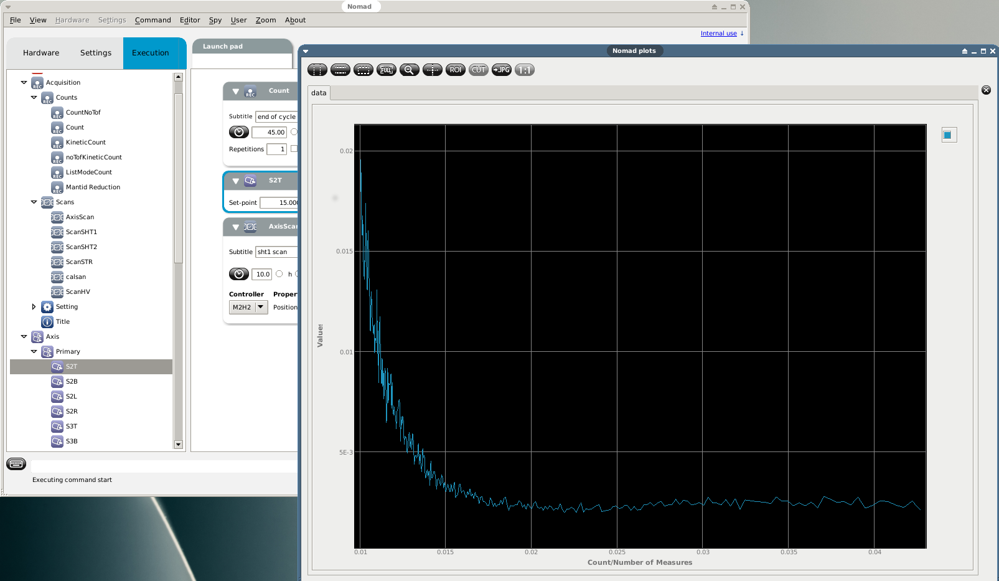 Nomad
File View Hardware Settings Command Editor Spy User Zoom About
Internal use ↓
Hardware Settings Execution
Launch pad
Acquisition
Counts
CountNoTof
Count
KineticCount
noTofKineticCount
ListModeCount
Mantid Reduction
Scans
AxisScan
ScanSHT1
ScanSHT2
ScanSTR
calsan
ScanHV
Setting
Title
Axis
Primary
S2T
S2B
S2L
S2R
S3T
S3B
Executing command start
Count
Subtitle end of cycle
45.00
Repetitions 1
S2T
Set-point 15.000
AxisScan
Subtitle sht1 scan
10.0 h
Controller Proper
M2H2 Position
Nomad plots
FULL ROI CUT JPG 1:1
data
0.02
0.015
0.01
5E-3
Values
0.01 0.015 0.02 0.025 0.03 0.035 0.04
Count/Number of Measures